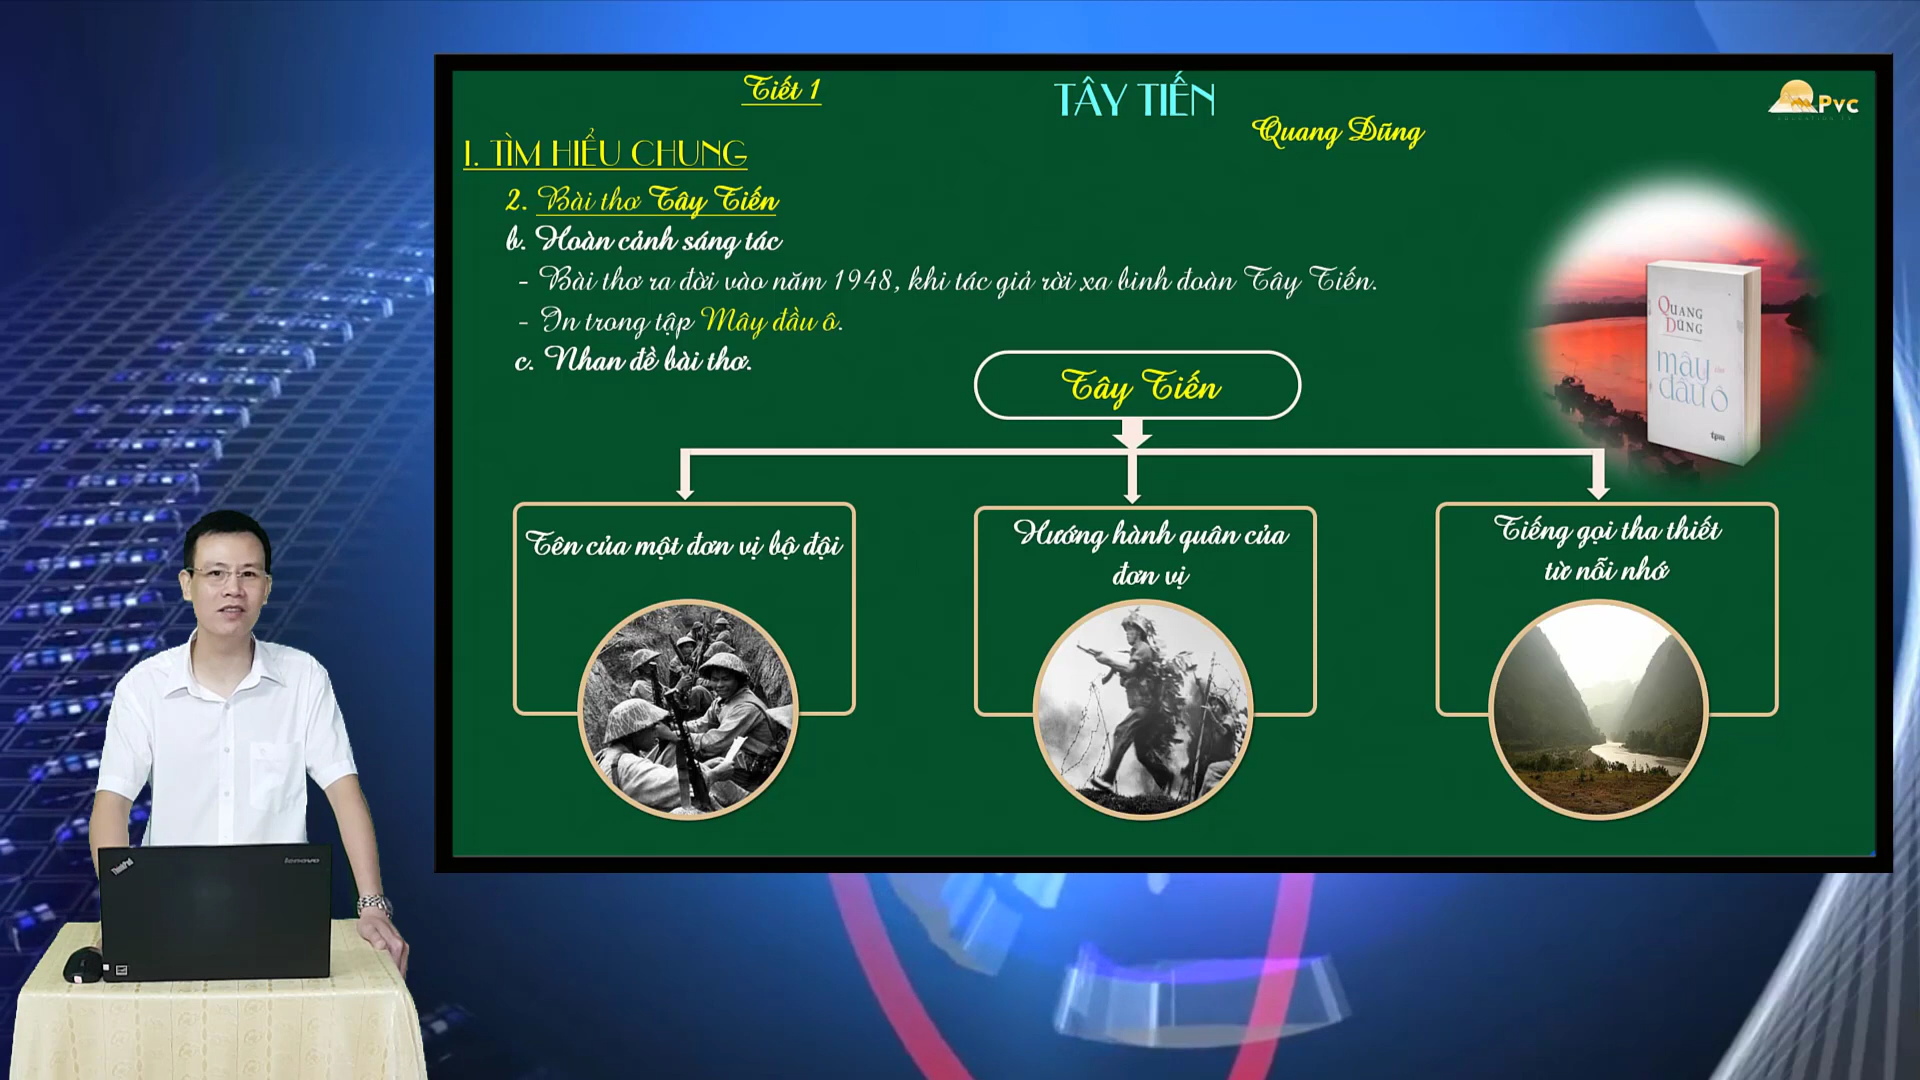 Tiết 1
TÂY TIẾN
Quang Dũng
Pvc
I. TÌM HIỂU CHUNG
2. Bài thơ Tây Tiến
b. Hoàn cảnh sáng tác
- Bài thơ ra đời vào năm 1948, khi tác giả rời xa binh đoàn Tây Tiến.
- In trong tập Mây đầu ô.
c. Nhan đề bài thơ.
QUANG
DŨNG
mây
đầu ô
Tây Tiến
Tên của một đơn vị bộ đội
Hướng hành quân của
đơn vị
Tiếng gọi tha thiết
từ nỗi nhớ
ThinkPad
lenovo